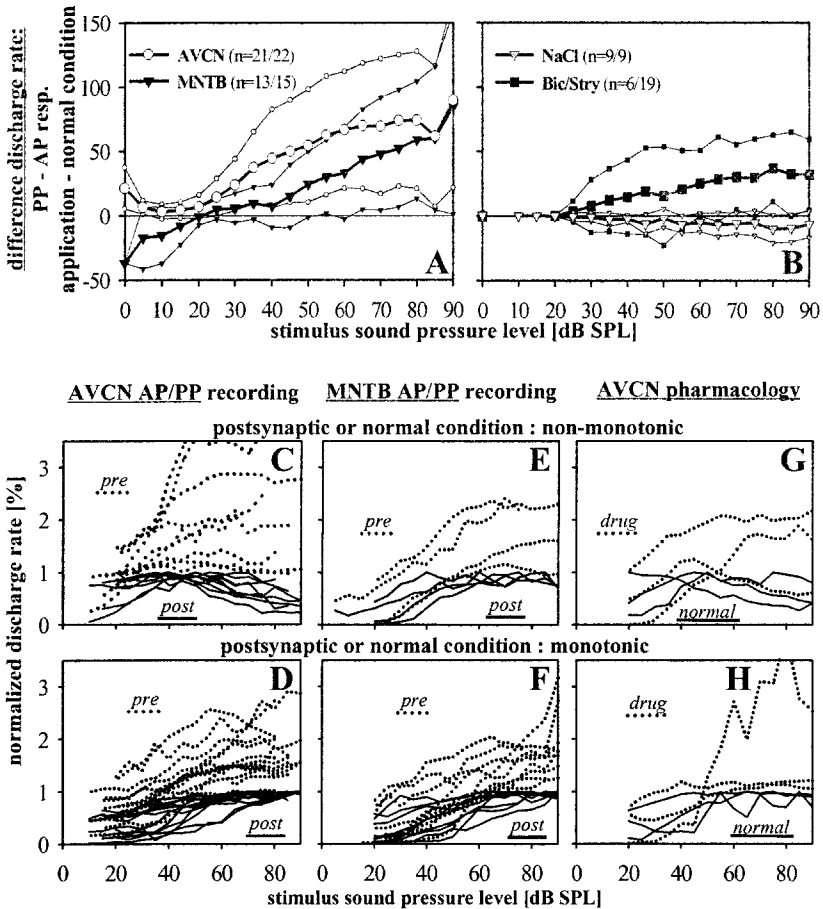 difference discharge rate:
PP - AP resp.
application - normal condition
150
100
50
0
-50
AVCN (n=21/22)
MNTB (n=13/15)
A
0 10 20 30 40 50 60 70 80 90
NaCl (n=9/9)
Bic/Stry (n=6/19)
B
0 10 20 30 40 50 60 70 80 90
stimulus sound pressure level [dB SPL]
AVCN AP/PP recording
MNTB AP/PP recording
AVCN pharmacology
postsynaptic or normal condition : non-monotonic
normalized discharge rate [%]
3
2
1
0
pre
C
post
pre
E
post
drug
G
normal
postsynaptic or normal condition : monotonic
3
2
1
0
pre
D
post
pre
F
post
drug
H
normal
0 20 40 60 80
0 20 40 60 80
0 20 40 60 80
stimulus sound pressure level [dB SPL]